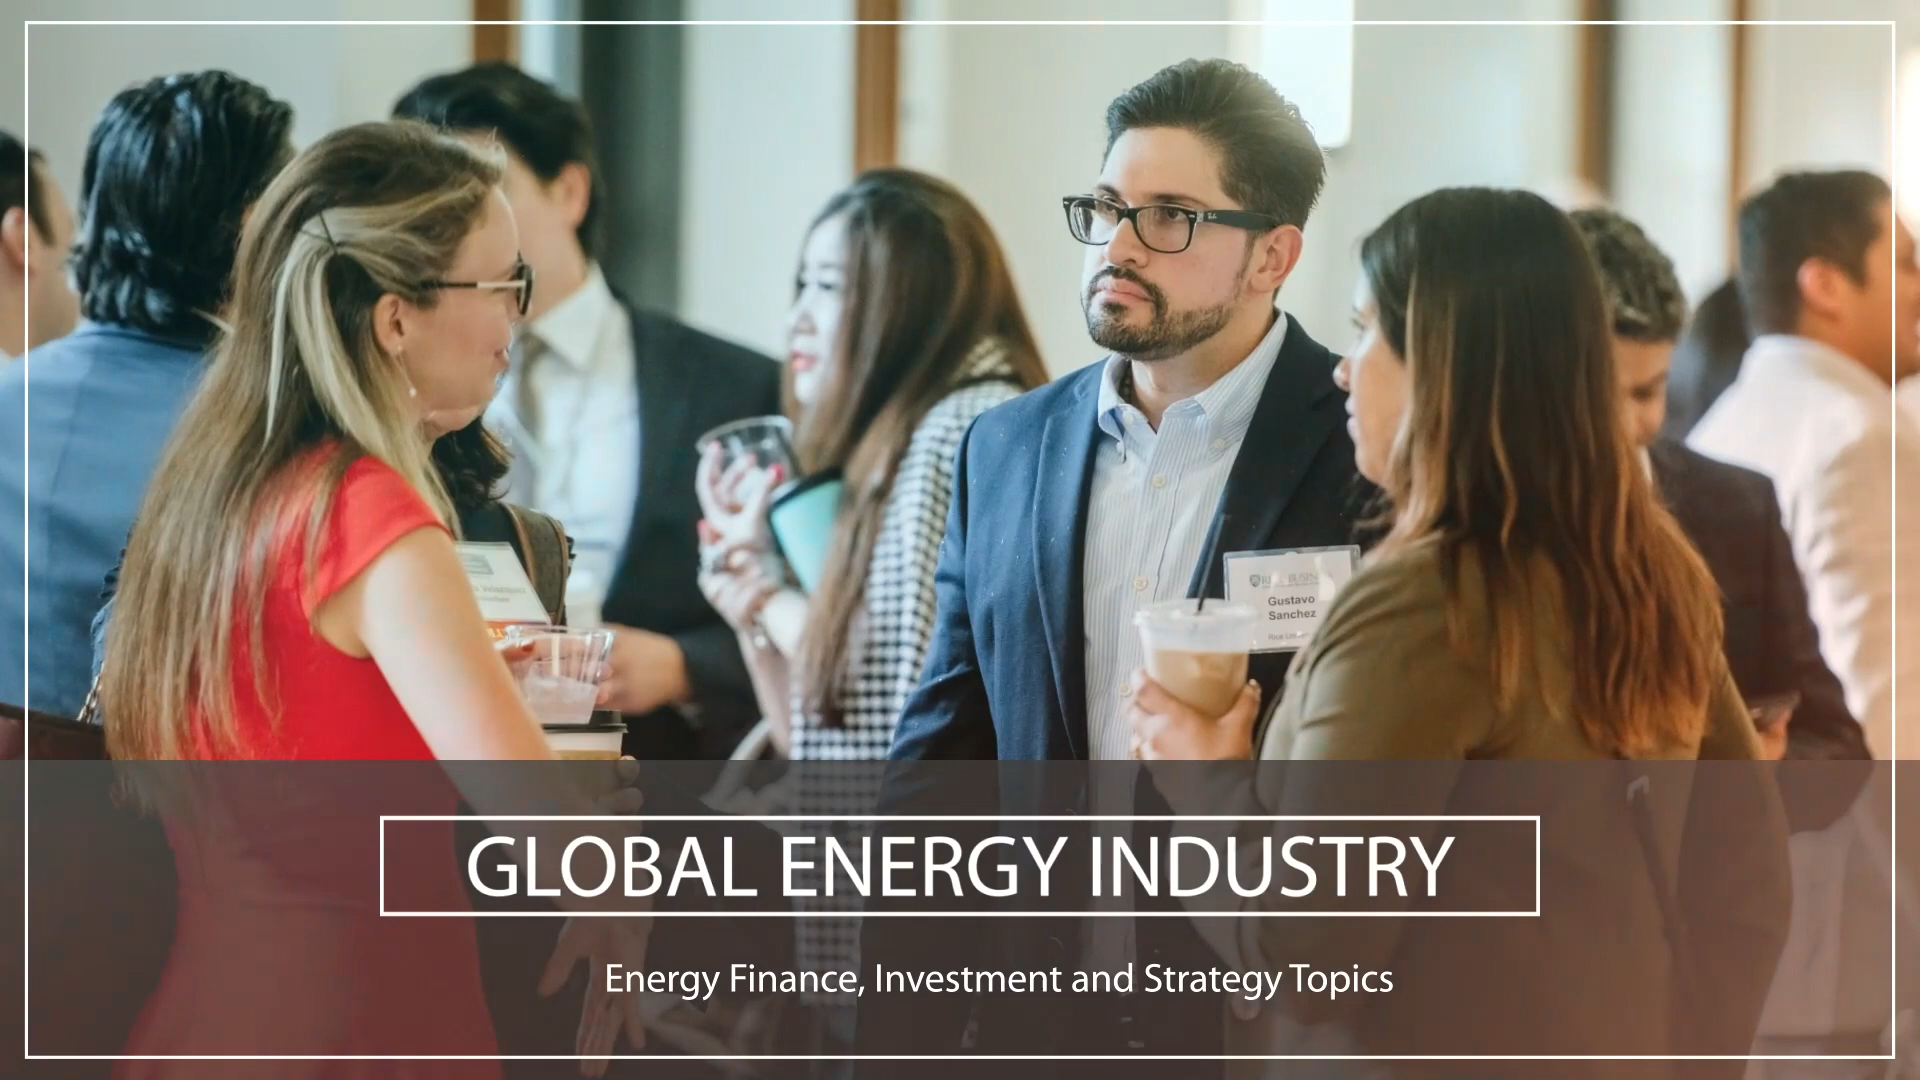 Gustavo
Sanchez
GLOBAL ENERGY INDUSTRY
Energy Finance, Investment and Strategy Topics